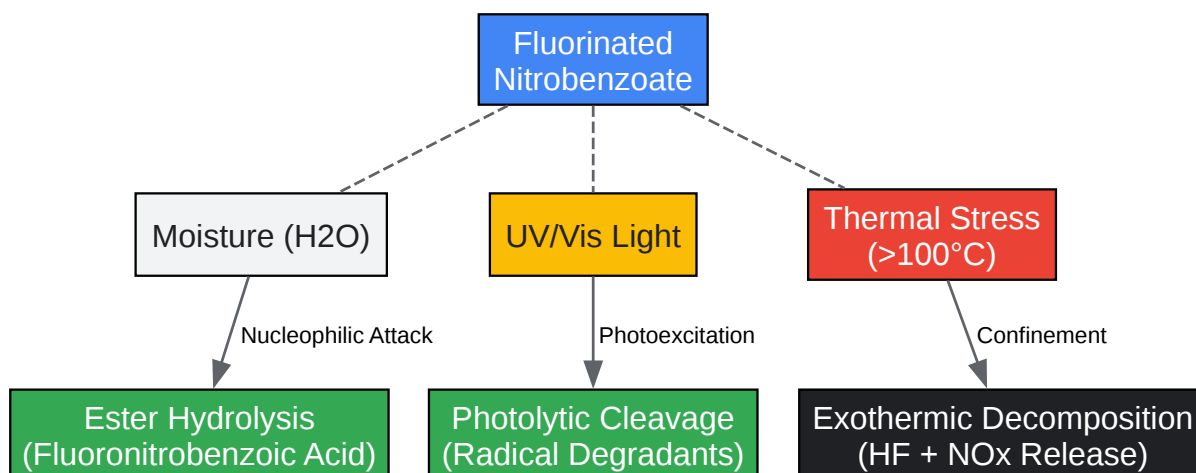 Fluorinated
Nitrobenzoate
Moisture (H2O)
UV/Vis Light
Thermal Stress
(>100°C)
Nucleophilic Attack
Photoexcitation
Confinement
Ester Hydrolysis
(Fluoronitrobenzoic Acid)
Photolytic Cleavage
(Radical Degradants)
Exothermic Decomposition
(HF + NOx Release)